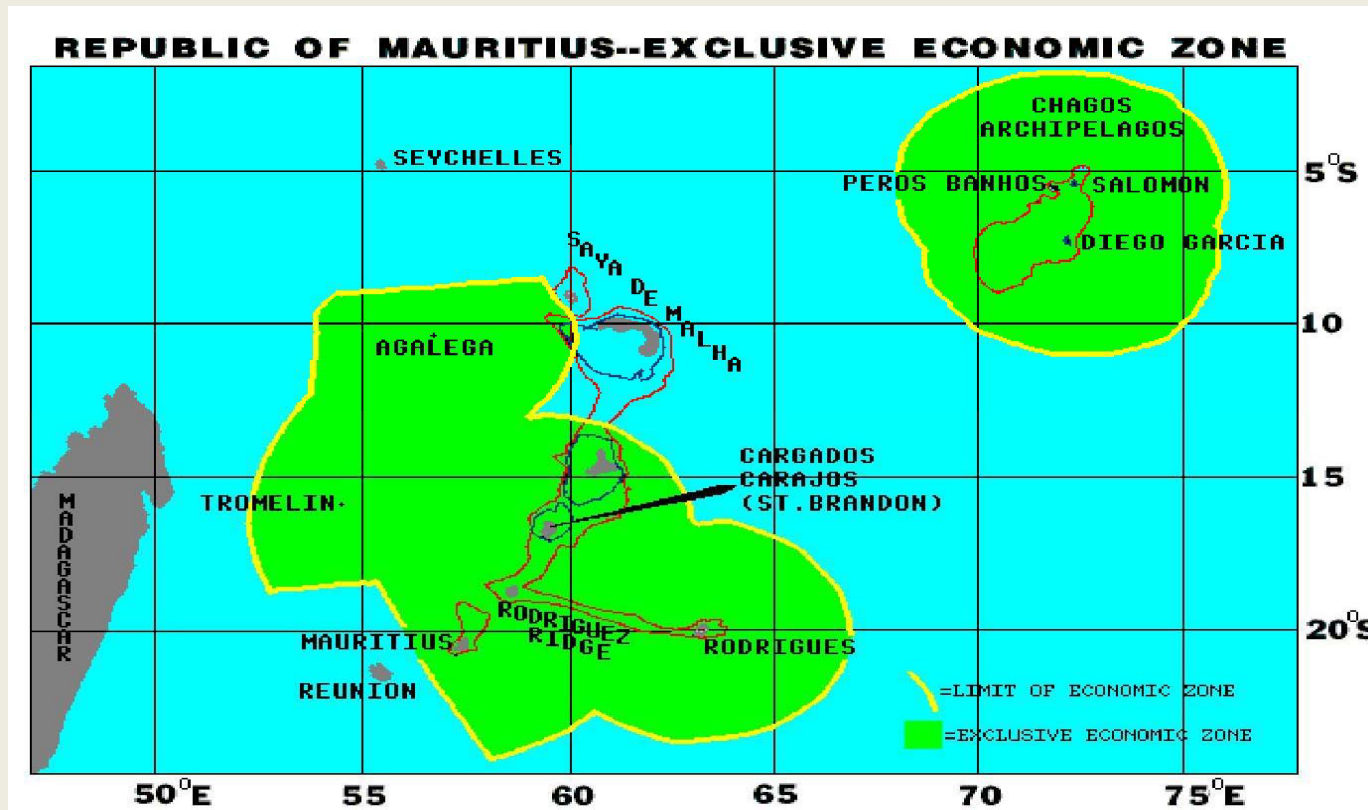 REPUBLIC OF MAURITIUS--EXCLUSIVE ECONOMIC ZONE
CHAGOS
ARCHIPELAGOS
SEYCHELLES
5°S
PEROS BANHOS
SALOMON
DIEGO GARCIA
SAYA DE MALHA
10
AGALEGA
CARGADOS
CARAJOS
(ST.BRANDON)
15
TROMELIN
MADAGASCAR
RODRIGUEZ
RIDGE
MAURITIUS
RODRIGUES
20°S
REUNION
=LIMIT OF ECONOMIC ZONE
=EXCLUSIVE ECONOMIC ZONE
50°E
55
60
65
70
75°E